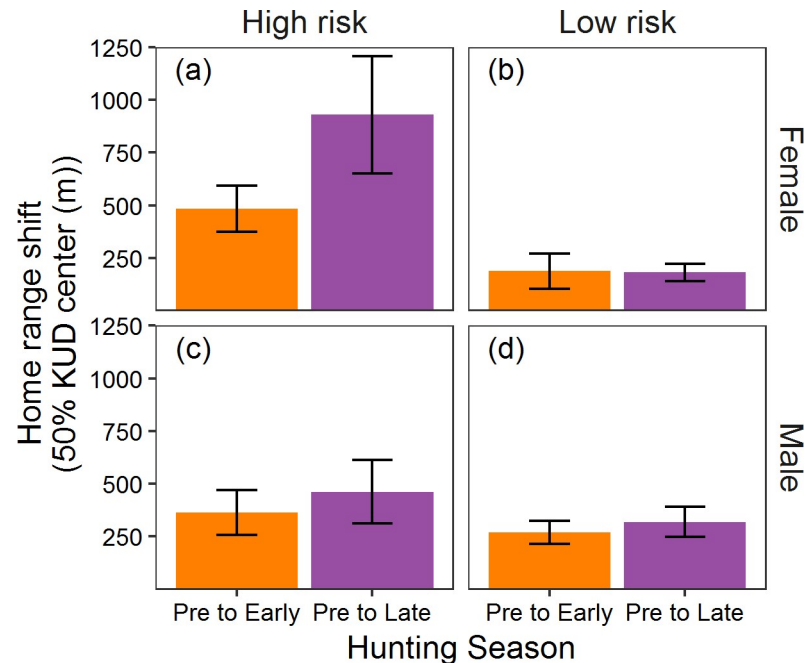 High risk
Low risk
Home range shift
(50% KUD center (m))
1250
1000
750
500
250
(a)
(b)
Female
1250
1000
750
500
250
(c)
(d)
Male
Pre to Early
Pre to Late
Pre to Early
Pre to Late
Hunting Season